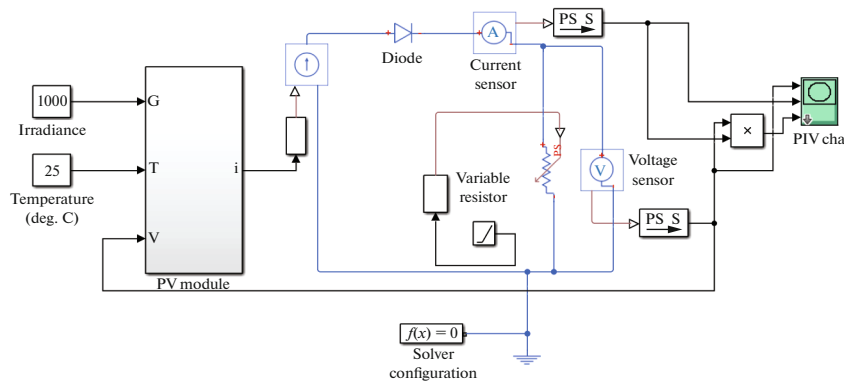 PS S
A
Diode
Current
sensor
1000
G
Irradiance
×
PIV cha
25
T
Temperature
(deg. C)
i
PS
Variable
resistor
V
Voltage
sensor
PS S
V
PV module
f(x) = 0
Solver
configuration